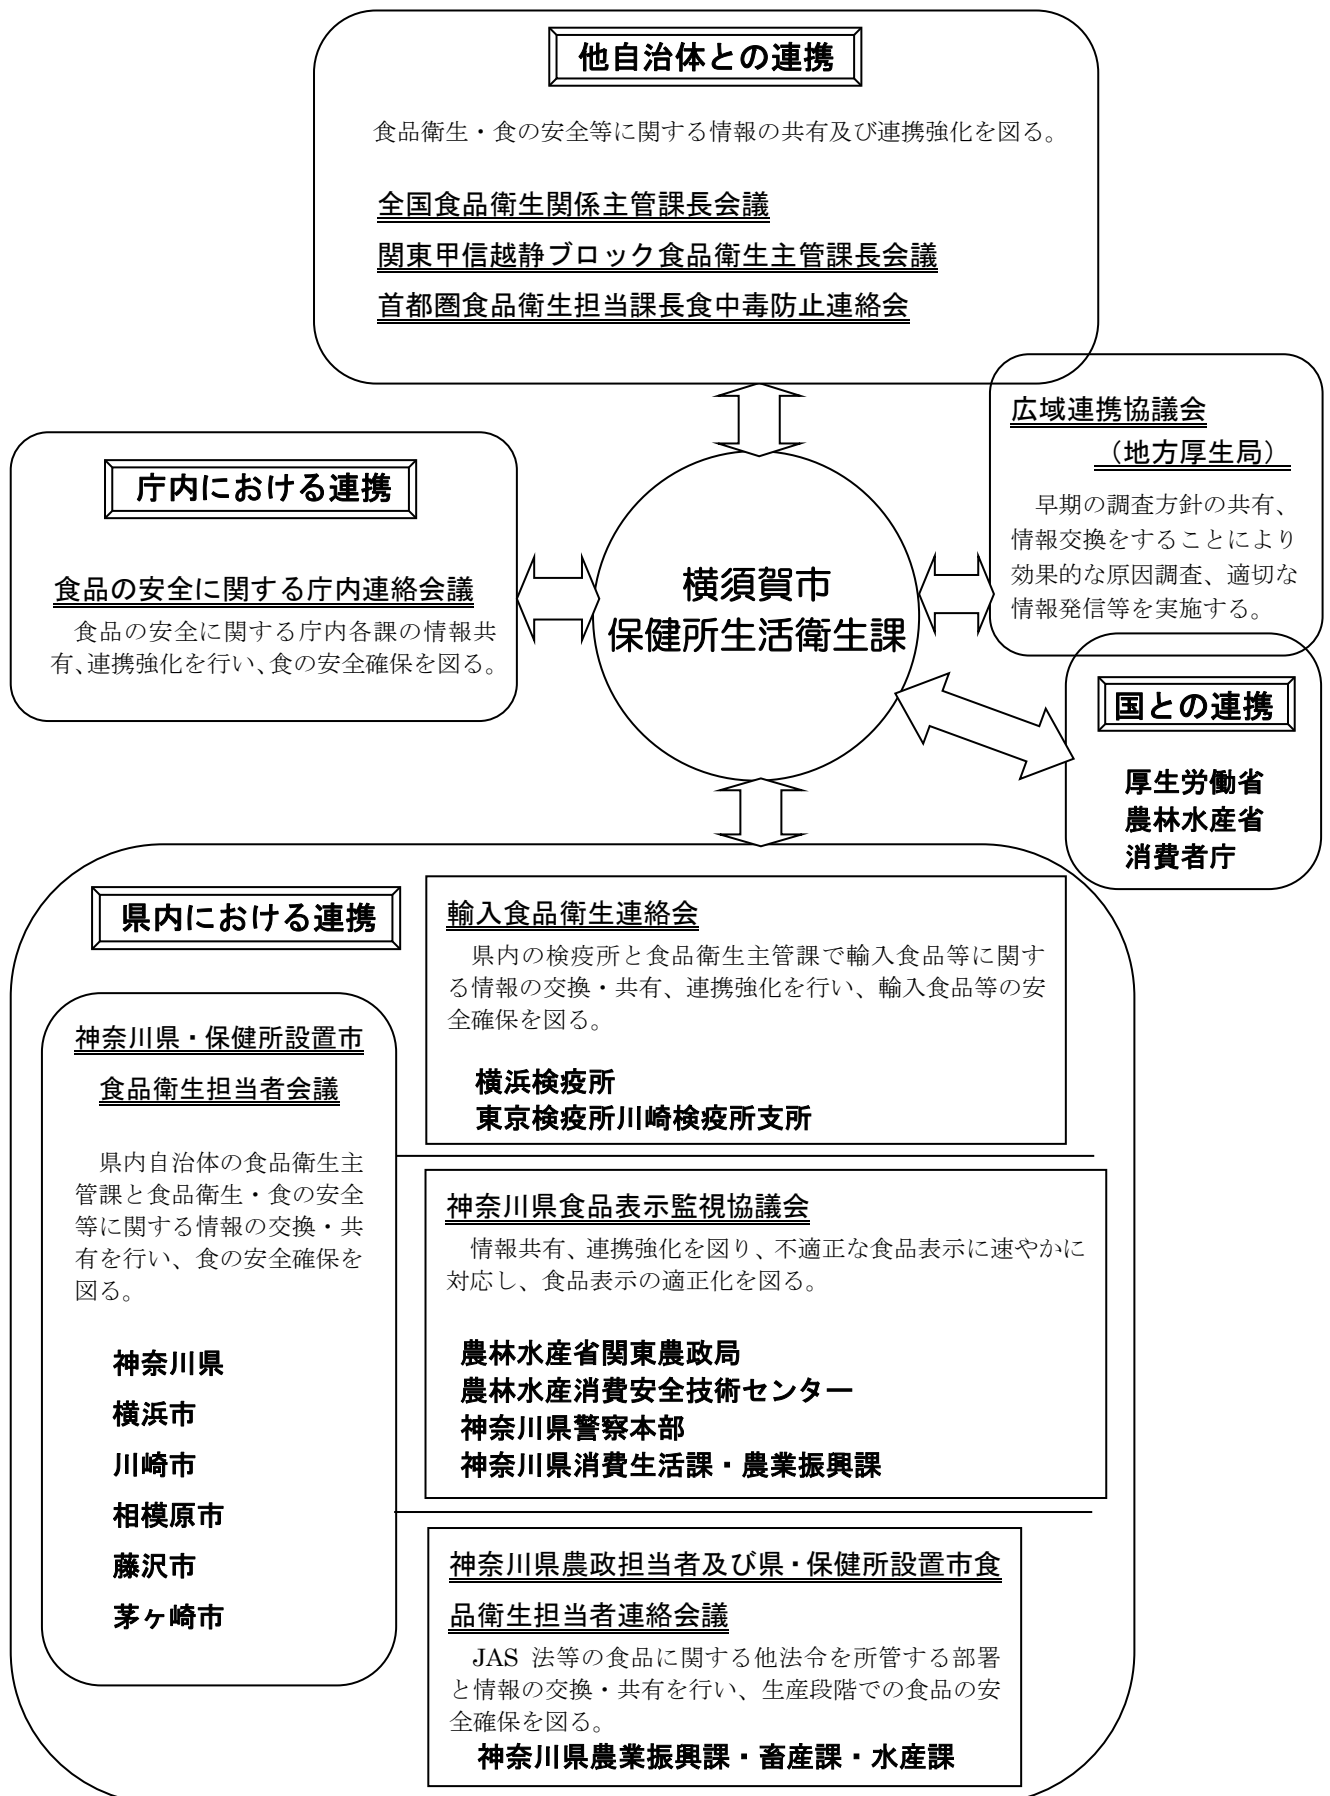 他自治体との連携
食品衛生・食の安全等に関する情報の共有及び連携強化を図る。
全国食品衛生関係主管課長会議
関東甲信越静ブロック食品衛生主管課長会議
首都圏食品衛生担当課長食中毒防止連絡会
広域連携協議会
（地方厚生局）
早期の調査方針の共有、
情報交換をすることにより
効果的な原因調査、適切な
情報発信等を実施する。
庁内における連携
食品の安全に関する庁内連絡会議
食品の安全に関する庁内各課の情報共
有、連携強化を行い、食の安全確保を図る。
横須賀市
保健所生活衛生課
国との連携
厚生労働省
農林水産省
消費者庁
県内における連携
神奈川県・保健所設置市
食品衛生担当者会議
県内自治体の食品衛生主
管課と食品衛生・食の安全
等に関する情報の交換・共
有を行い、食の安全確保を
図る。
神奈川県
横浜市
川崎市
相模原市
藤沢市
茅ヶ崎市
輸入食品衛生連絡会
県内の検疫所と食品衛生主管課で輸入食品等に関す
る情報の交換・共有、連携強化を行い、輸入食品等の安
全確保を図る。
横浜検疫所
東京検疫所川崎検疫所支所
神奈川県食品表示監視協議会
情報共有、連携強化を図り、不適正な食品表示に速やかに
対応し、食品表示の適正化を図る。
農林水産省関東農政局
農林水産消費安全技術センター
神奈川県警察本部
神奈川県消費生活課・農業振興課
神奈川県農政担当者及び県・保健所設置市食
品衛生担当者連絡会議
JAS 法等の食品に関する他法令を所管する部署
と情報の交換・共有を行い、生産段階での食品の安
全確保を図る。
神奈川県農業振興課・畜産課・水産課